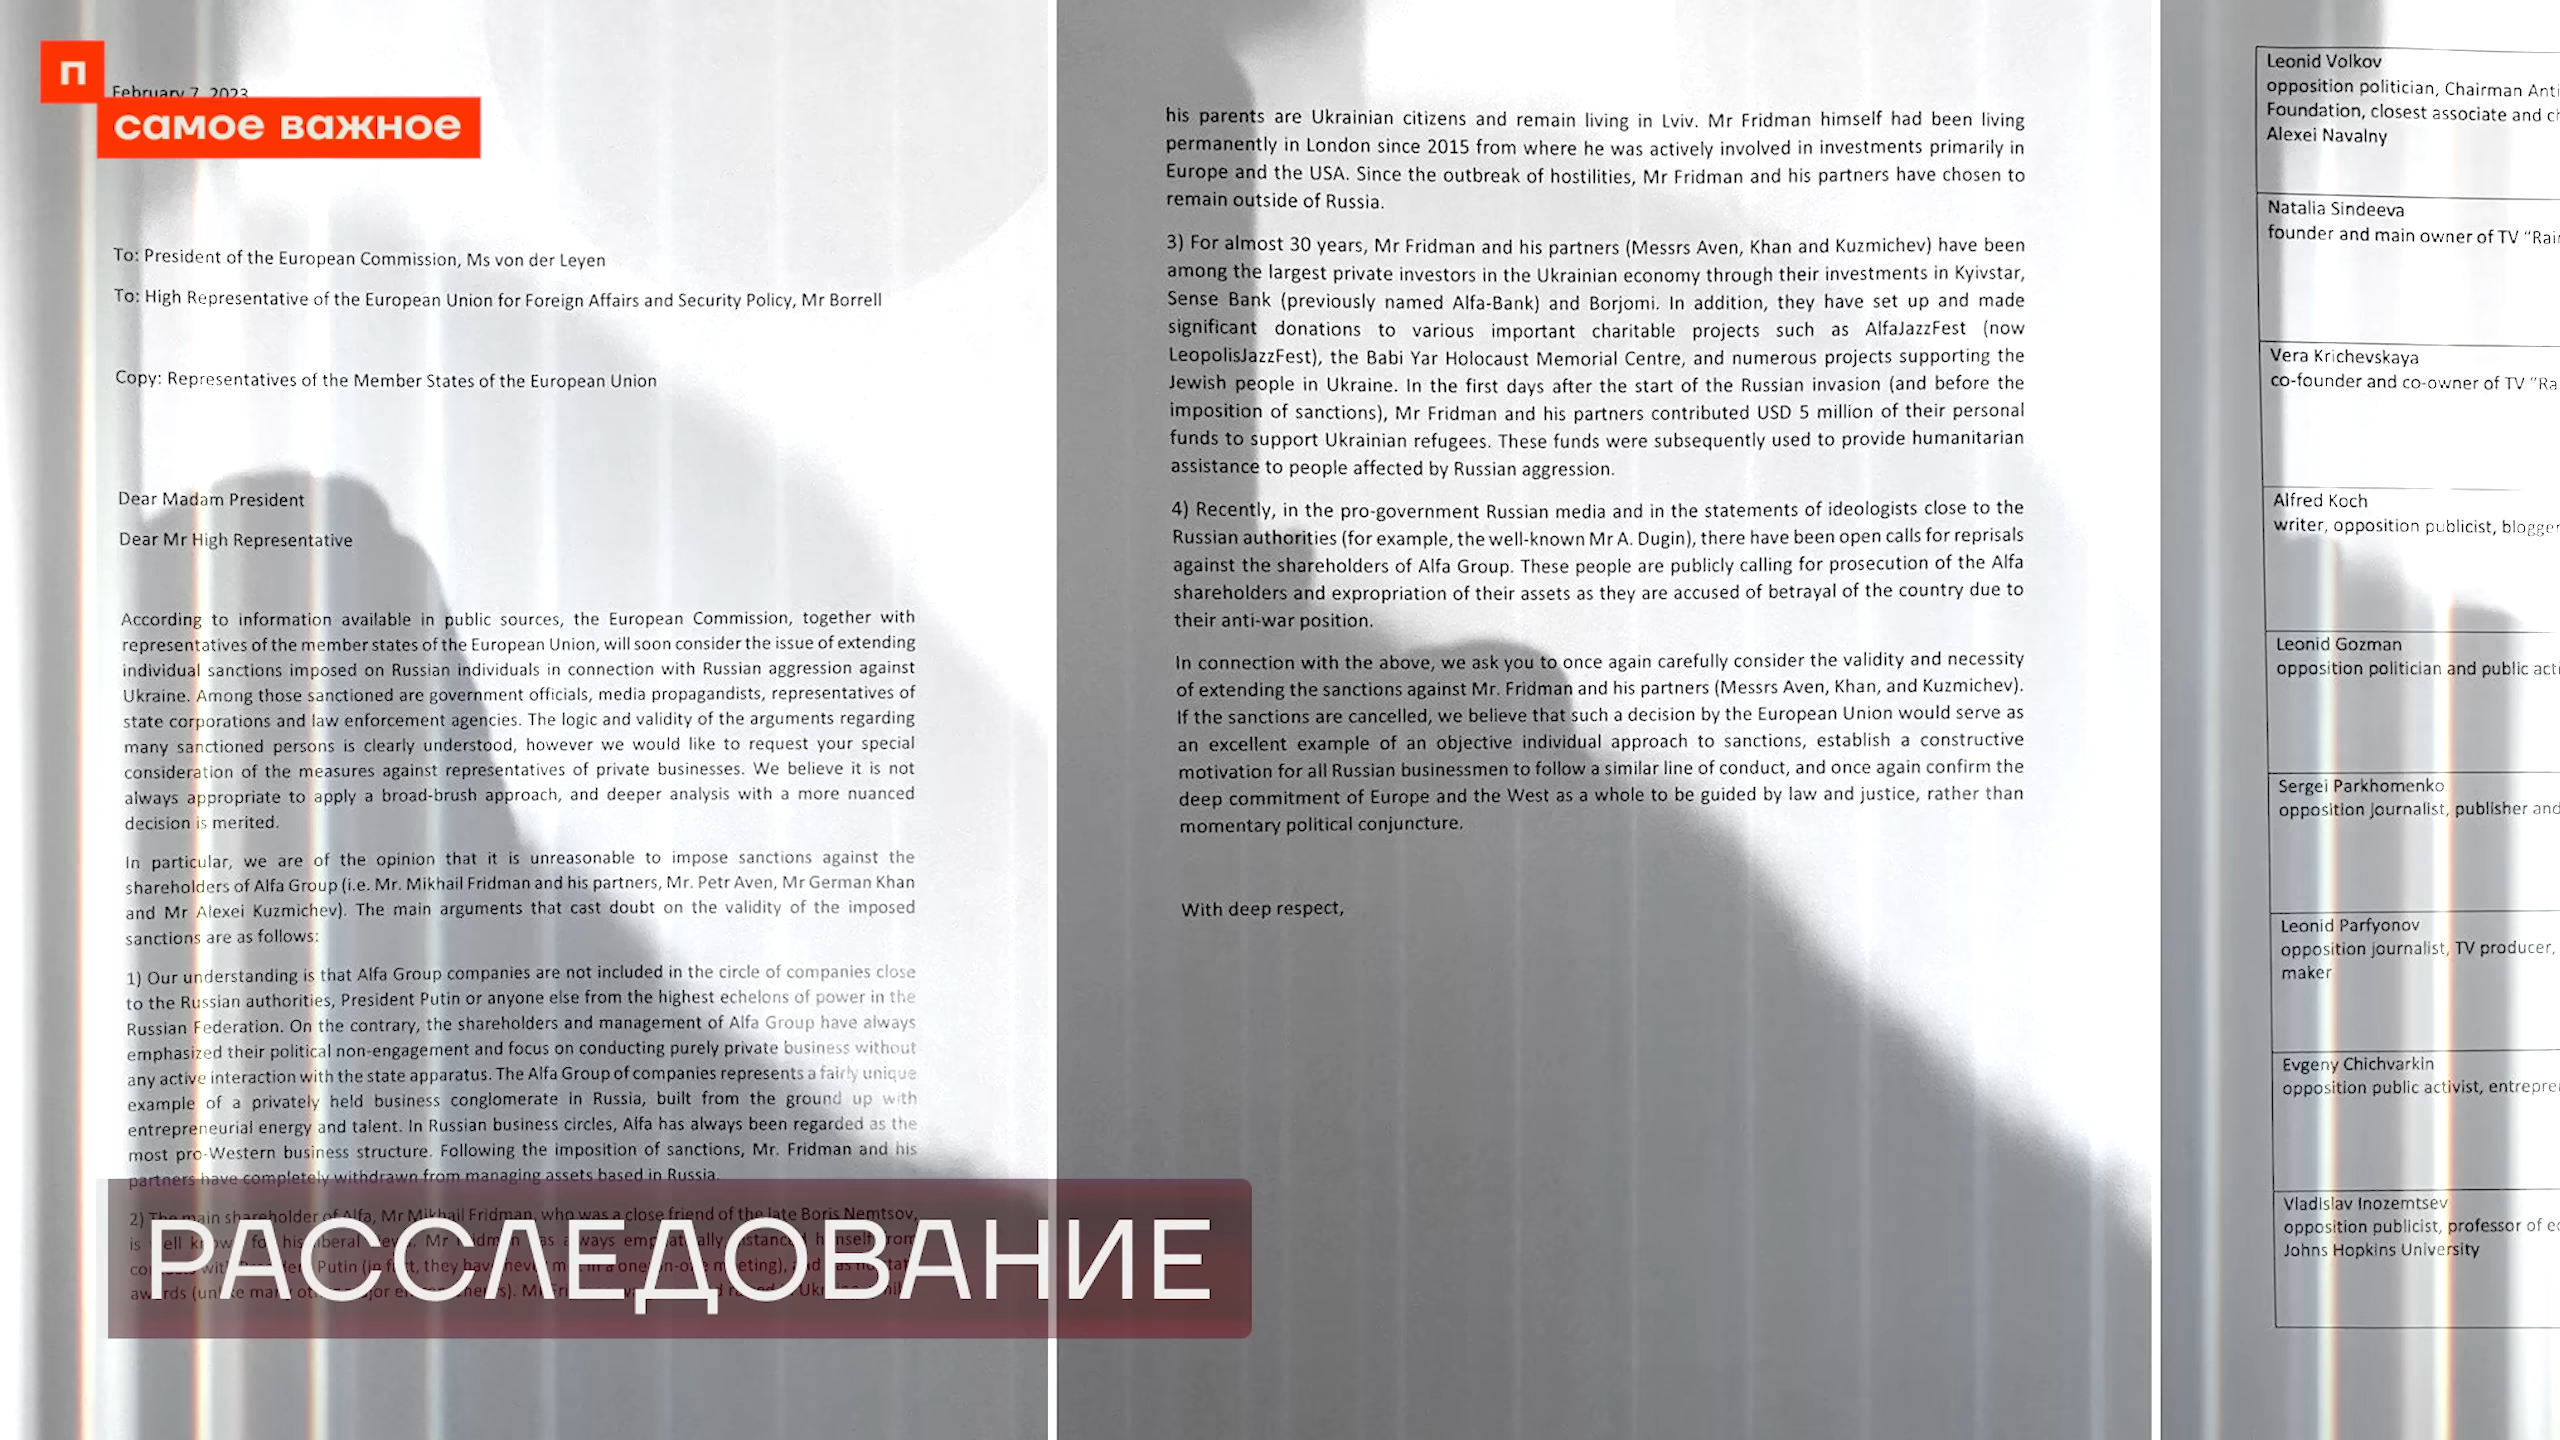 п
самое важное
February 7, 2023
To: President of the European Commission, Ms von der Leyen
To: High Representative of the European Union for Foreign Affairs and Security Policy, Mr Borrell
Copy: Representatives of the Member States of the European Union
Dear Madam President
Dear Mr High Representative
According to information available in public sources, the European Commission, together with
representatives of the member states of the European Union, will soon consider the issue of extending
individual sanctions imposed on Russian individuals in connection with Russian aggression against
Ukraine. Among those sanctioned are government officials, media propagandists, representatives of
state corporations and law enforcement agencies. The logic and validity of the arguments regarding
many sanctioned persons is clearly understood, however we would like to request your special
consideration of the measures against representatives of private businesses. We believe it is not
always appropriate to apply a broad-brush approach, and deeper analysis with a more nuanced
decision is merited.
In particular, we are of the opinion that it is unreasonable to impose sanctions against the
shareholders of Alfa Group (i.e. Mr. Mikhail Fridman and his partners, Mr. Petr Aven, Mr German Khan
and Mr Alexei Kuzmichev). The main arguments that cast doubt on the validity of the imposed
sanctions are as follows:
1) Our understanding is that Alfa Group companies are not included in the circle of companies close
to the Russian authorities, President Putin or anyone else from the highest echelons of power in the
Russian Federation. On the contrary, the shareholders and management of Alfa Group have always
emphasized their political non-engagement and focus on conducting purely private business without
any active interaction with the state apparatus. The Alfa Group of companies represents a fairly unique
example of a privately held business conglomerate in Russia, built from the ground up with
entrepreneurial energy and talent. In Russian business circles, Alfa has always been regarded as the
most pro-Western business structure. Following the imposition of sanctions, Mr. Fridman and his
partners have completely withdrawn from managing assets based in Russia.
2) The main shareholder of Alfa, Mr Mikhail Fridman, who was a close friend of the late Boris Nemtsov,
РАССЛЕДОВАНИЕ
his parents are Ukrainian citizens and remain living in Lviv. Mr Fridman himself had been living
permanently in London since 2015 from where he was actively involved in investments primarily in
Europe and the USA. Since the outbreak of hostilities, Mr Fridman and his partners have chosen to
remain outside of Russia.
3) For almost 30 years, Mr Fridman and his partners (Messrs Aven, Khan and Kuzmichev) have been
among the largest private investors in the Ukrainian economy through their investments in Kyivstar,
Sense Bank (previously named Alfa-Bank) and Borjomi. In addition, they have set up and made
significant donations to various important charitable projects such as AlfaJazzFest (now
LeopolisJazzFest), the Babi Yar Holocaust Memorial Centre, and numerous projects supporting the
Jewish people in Ukraine. In the first days after the start of the Russian invasion (and before the
imposition of sanctions), Mr Fridman and his partners contributed USD 5 million of their personal
funds to support Ukrainian refugees. These funds were subsequently used to provide humanitarian
assistance to people affected by Russian aggression.
4) Recently, in the pro-government Russian media and in the statements of ideologists close to the
Russian authorities (for example, the well-known Mr A. Dugin), there have been open calls for reprisals
against the shareholders of Alfa Group. These people are publicly calling for prosecution of the Alfa
shareholders and expropriation of their assets as they are accused of betrayal of the country due to
their anti-war position.
In connection with the above, we ask you to once again carefully consider the validity and necessity
of extending the sanctions against Mr. Fridman and his partners (Messrs Aven, Khan, and Kuzmichev).
If the sanctions are cancelled, we believe that such a decision by the European Union would serve as
an excellent example of an objective individual approach to sanctions, establish a constructive
motivation for all Russian businessmen to follow a similar line of conduct, and once again confirm the
deep commitment of Europe and the West as a whole to be guided by law and justice, rather than
momentary political conjuncture.
With deep respect,
Leonid Volkov
opposition politician, Chairman Anti
Foundation, closest associate and
Alexei Navalny
Natalia Sindeeva
founder and main owner of TV "Rai
Vera Krichevskaya
co-founder and co-owner of TV "Ra
Alfred Koch
writer, opposition publicist, blogger
Leonid Gozman
opposition politician and public acti
Sergei Parkhomenko
opposition journalist, publisher and
Leonid Parfyonov
opposition journalist, TV producer,
maker
Evgeny Chichvarkin
opposition public activist, entrepre
Vladislav Inozemtsev
opposition publicist, professor of
Johns Hopkins University